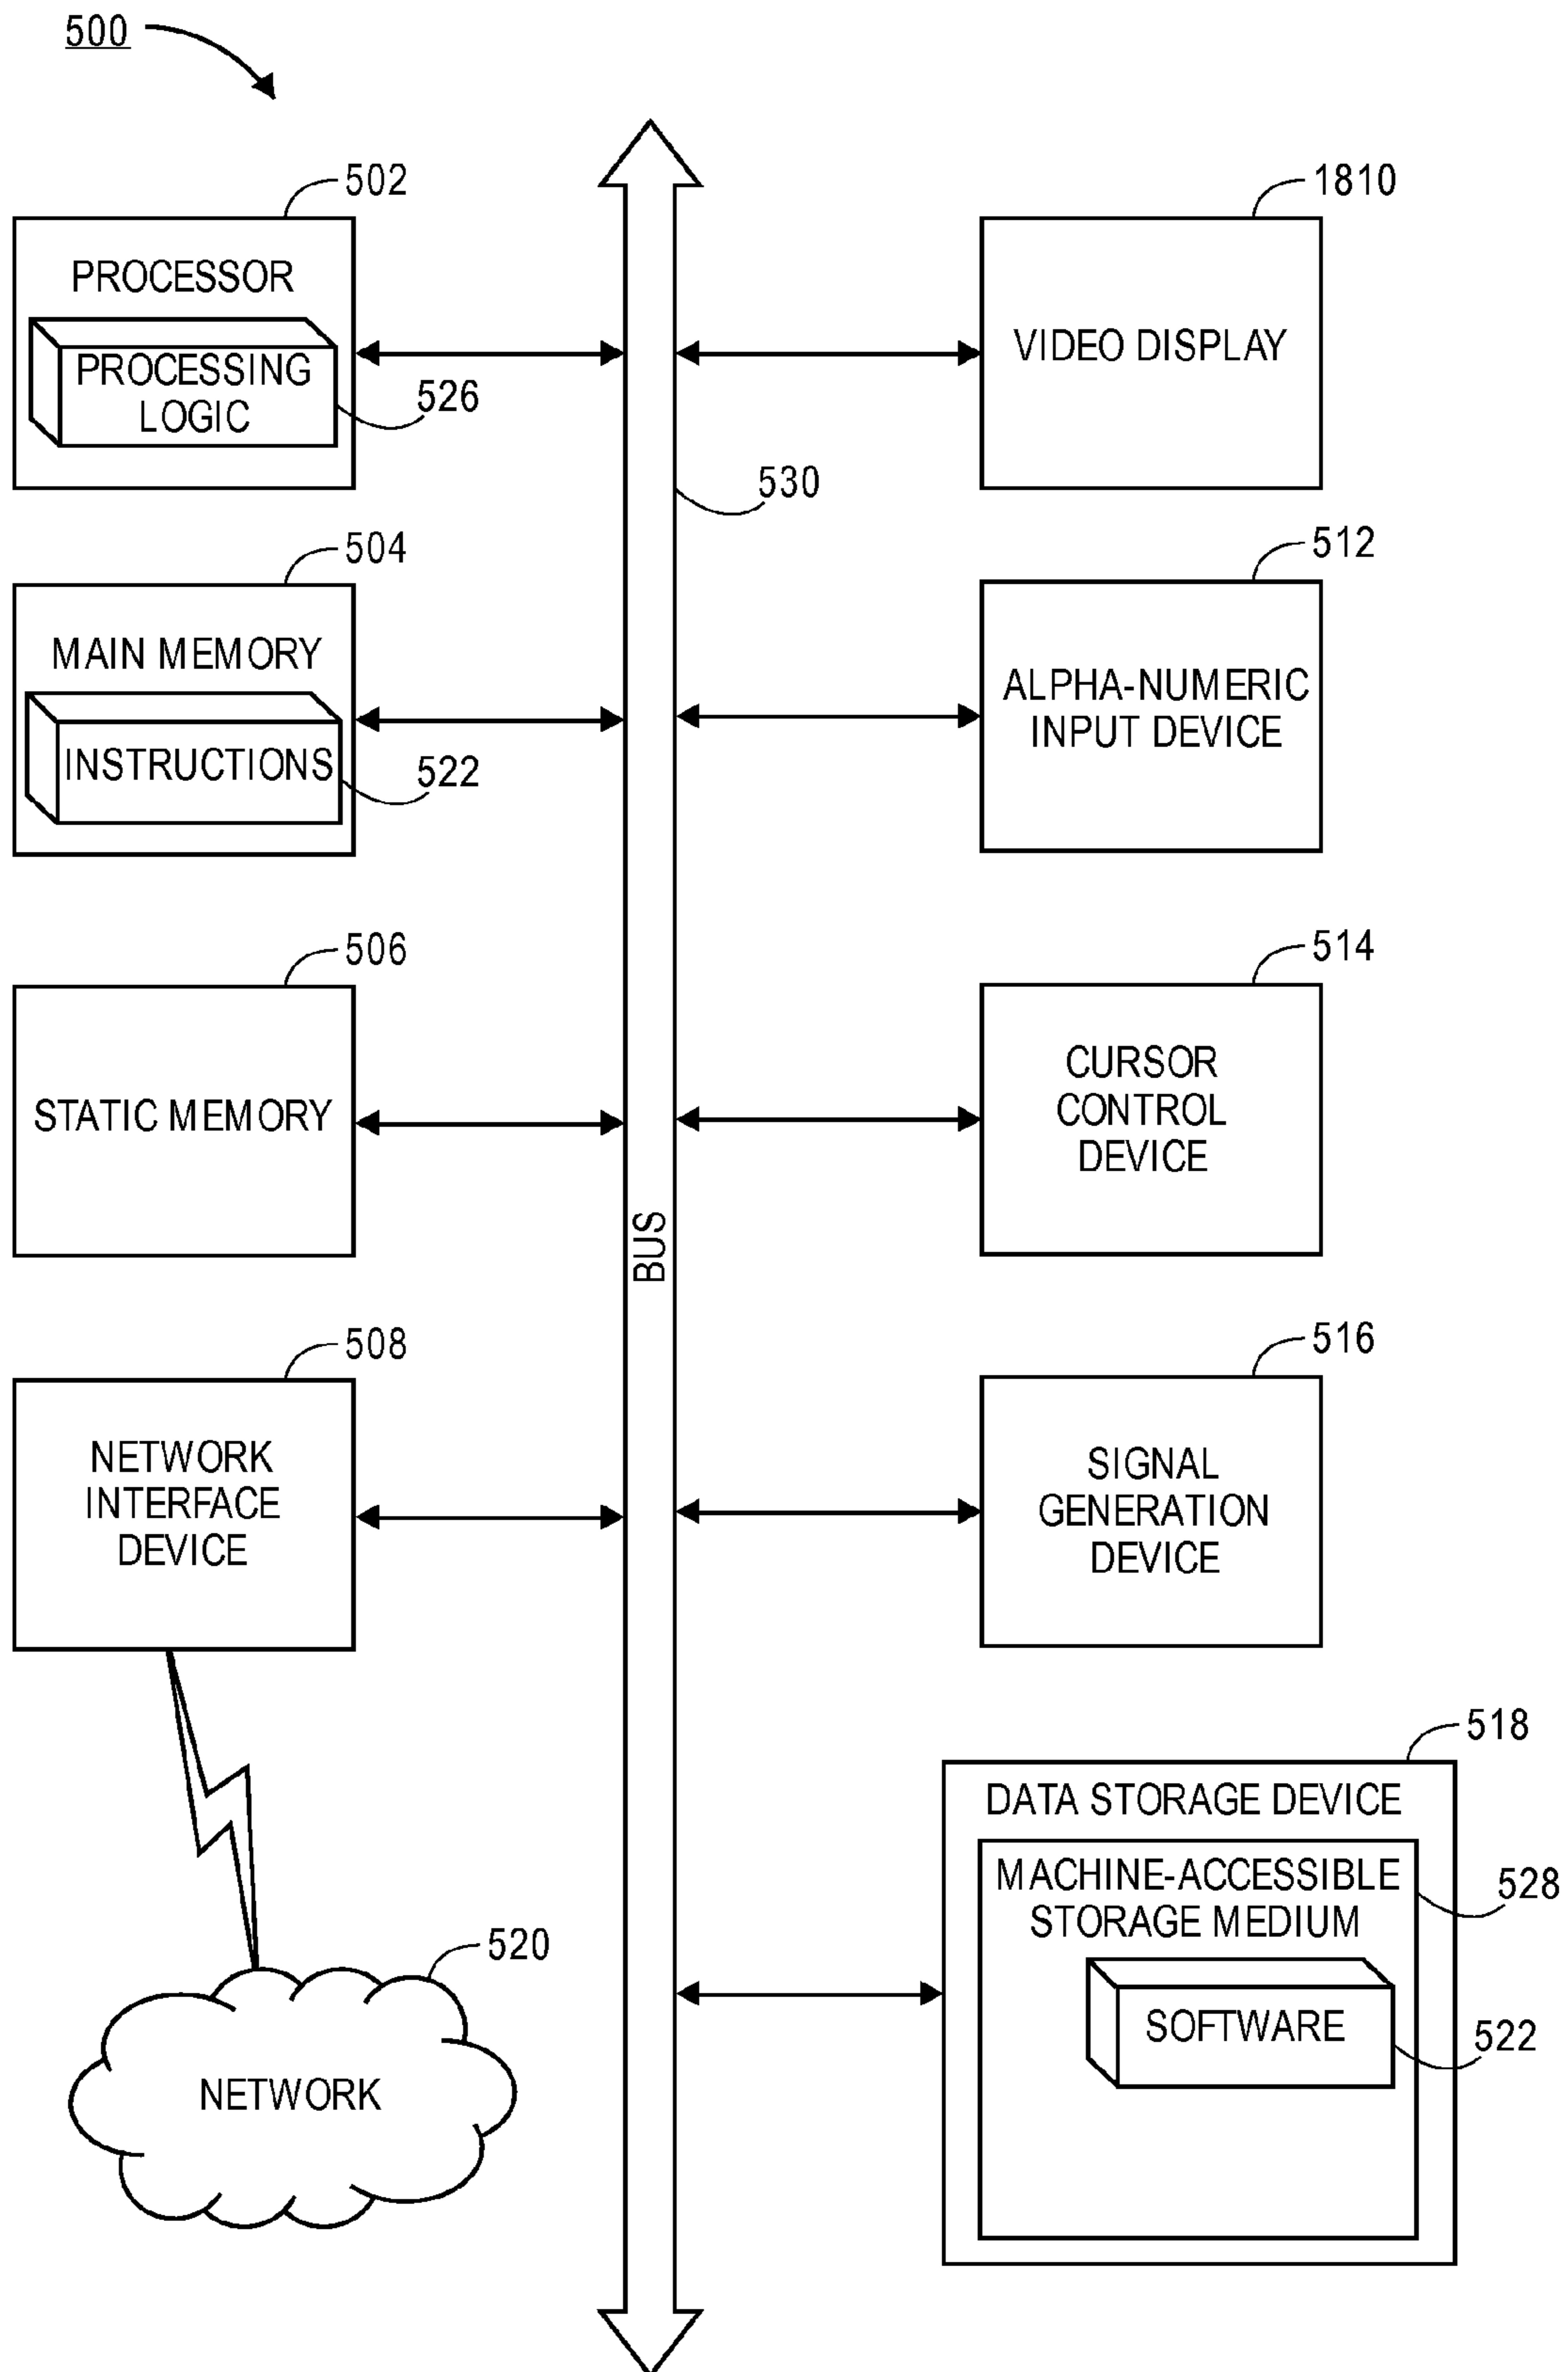 500
502
PROCESSOR
PROCESSING
LOGIC
526
504
MAIN MEMORY
INSTRUCTIONS
522
506
STATIC MEMORY
508
NETWORK
INTERFACE
DEVICE
520
NETWORK
530
BUS
1810
VIDEO DISPLAY
512
ALPHA-NUMERIC
INPUT DEVICE
514
CURSOR
CONTROL
DEVICE
516
SIGNAL
GENERATION
DEVICE
518
DATA STORAGE DEVICE
MACHINE-ACCESSIBLE
STORAGE MEDIUM
528
SOFTWARE
522